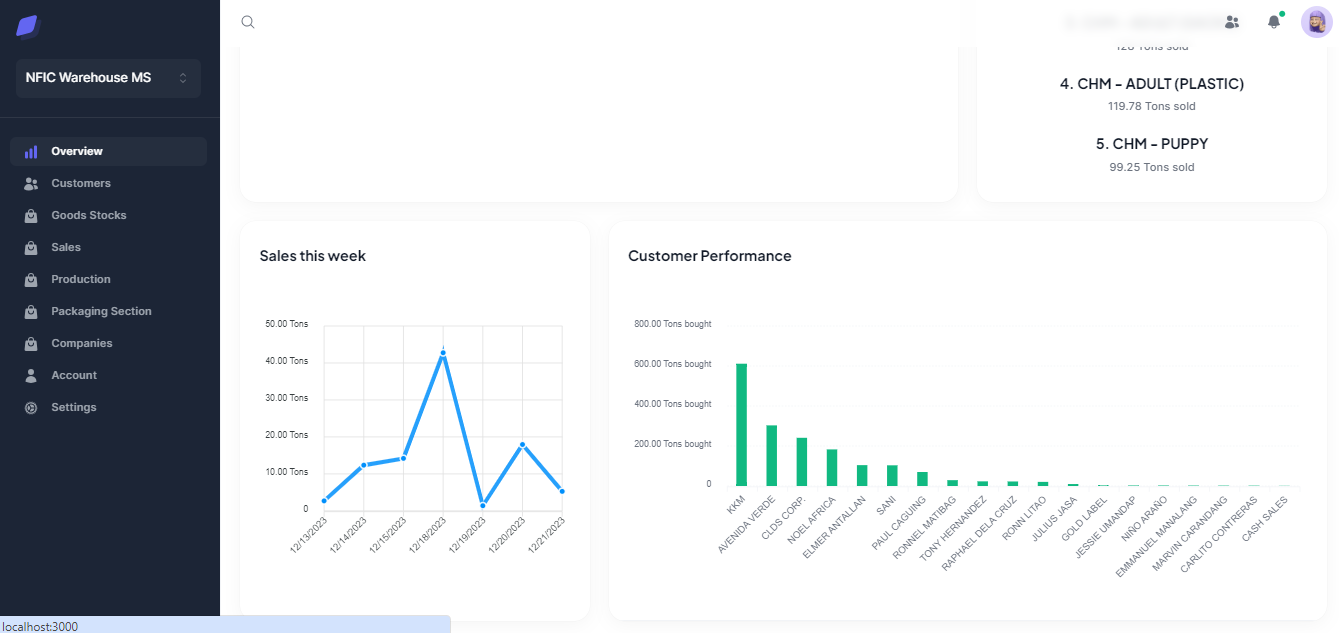 NFIC Warehouse MS
Overview
Customers
Goods Stocks
Sales
Production
Packaging Section
Companies
Account
Settings
128 Tons sold
4. CHM - ADULT (PLASTIC)
119.78 Tons sold
5. CHM - PUPPY
99.25 Tons sold
Sales this week
50.00 Tons
40.00 Tons
30.00 Tons
20.00 Tons
10.00 Tons
0
12/13/2023
12/14/2023
12/15/2023
12/18/2023
12/19/2023
12/20/2023
12/21/2023
Customer Performance
800.00 Tons bought
600.00 Tons bought
400.00 Tons bought
200.00 Tons bought
0
KKM
AVENIDA VERDE
CLDS CORP.
NOEL AFRICA
ELMER ANTALLAN
SANI
PAUL CAGUING
RONNEL MATIBAG
TONY HERNANDEZ
RAPHAEL DELA CRUZ
RONN LITAO
JULIUS JASA
GOLD LABEL
JESSIE UMANDAP
NIÑO ARAÑO
EMMANUEL MANALANG
MARVIN CARANDANG
CARLITO CONTRERAS
CASH SALES
localhost:3000